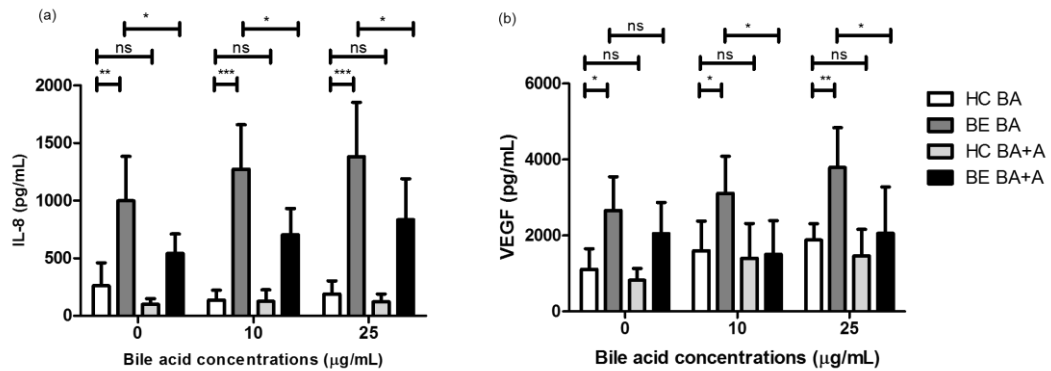 (a)
*
*
*
ns
ns
ns
**
***
***
2000
1500
1000
500
0
IL-8 (pg/mL)
0
10
25
Bile acid concentrations (μg/mL)
(b)
ns
*
*
ns
ns
ns
*
*
**
6000
4000
2000
0
VEGF (pg/mL)
0
10
25
Bile acid concentrations (μg/mL)
HC BA
BE BA
HC BA+A
BE BA+A